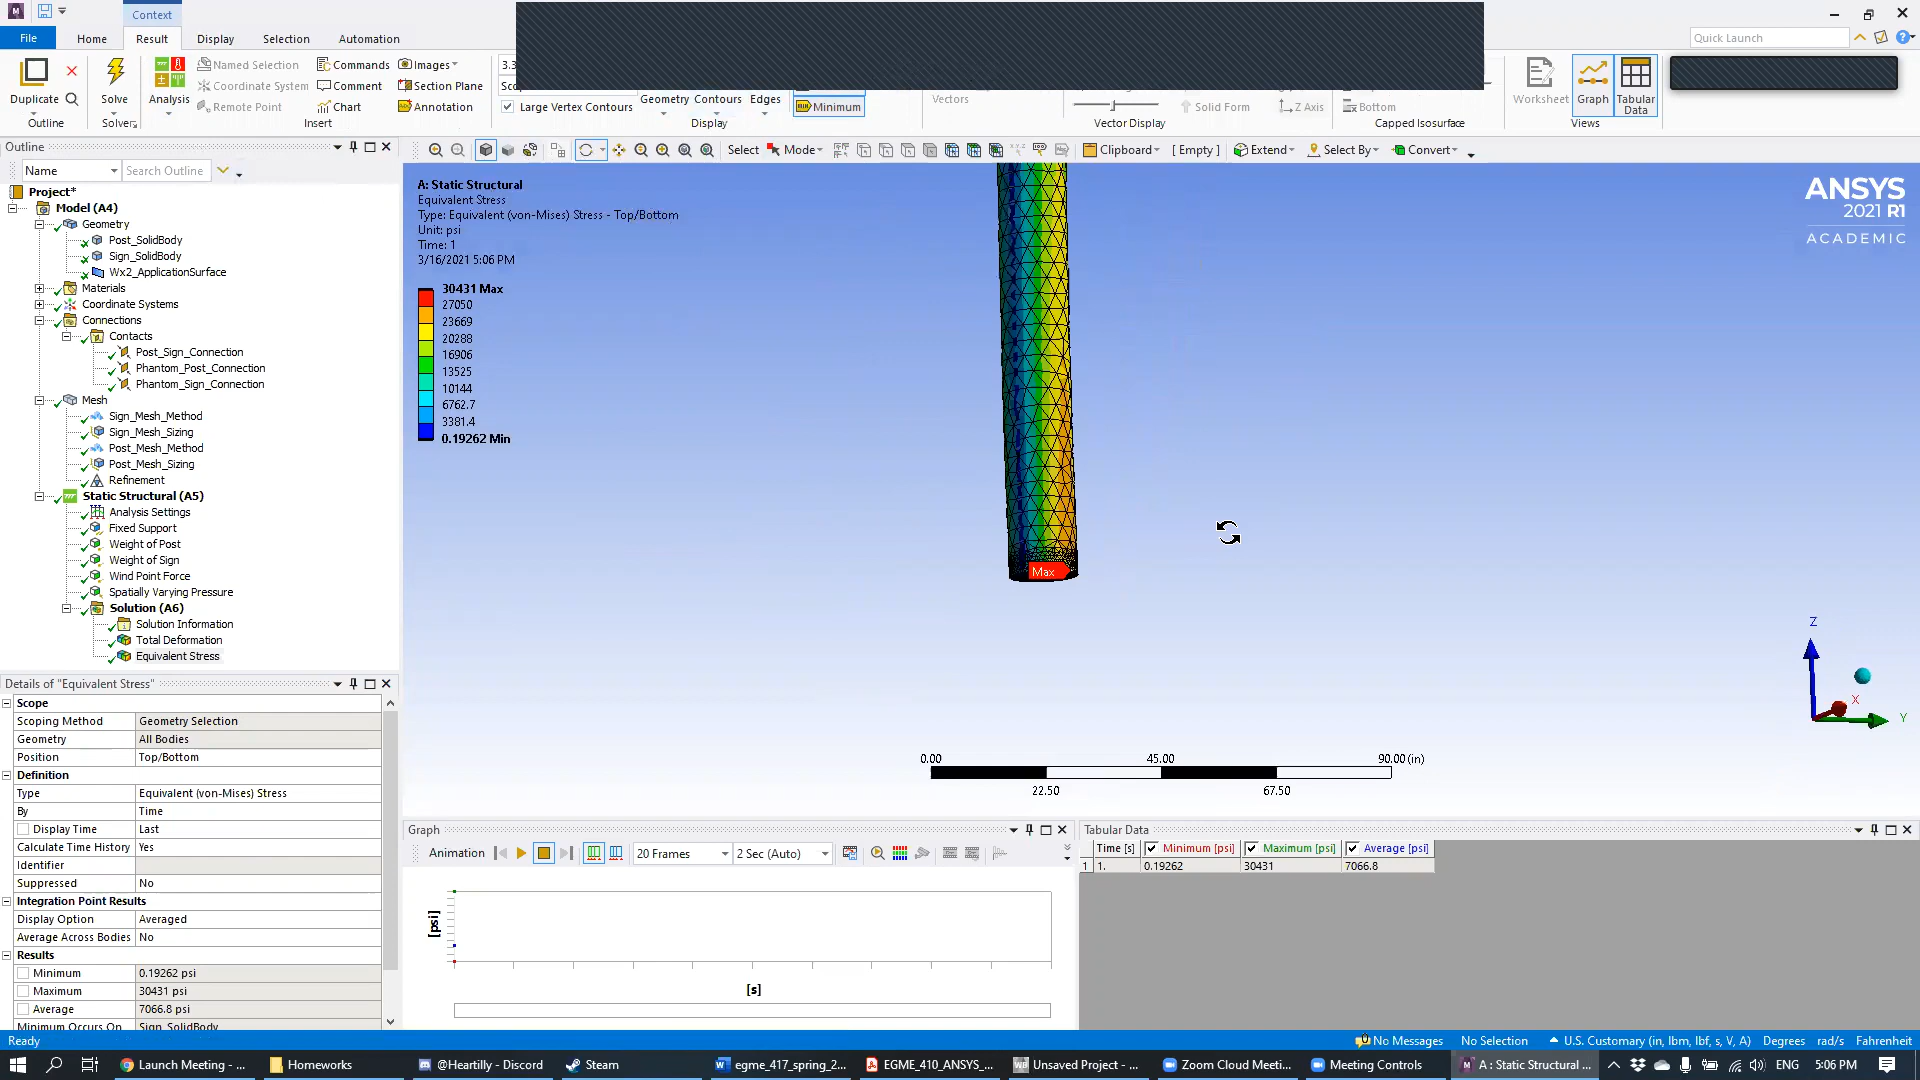 Context
File
Home
Result
Display
Selection
Automation
Quick Launch
Duplicate
Outline
Solve
Solver
Analysis
Named Selection
Coordinate System
Remote Point
Commands
Comment
Chart
Images
Section Plane
Annotation
Insert
3.3
Large Vertex Contours
Geometry
Contours
Edges
Display
Minimum
Vectors
Vector Display
Solid Form
Z Axis
Bottom
Capped Isosurface
Worksheet
Graph
Tabular Data
Views
Outline
Name
Search Outline
Project*
Model (A4)
Geometry
Post_SolidBody
Sign_SolidBody
Wx2_ApplicationSurface
Materials
Coordinate Systems
Connections
Contacts
Post_Sign_Connection
Phantom_Post_Connection
Phantom_Sign_Connection
Mesh
Sign_Mesh_Method
Sign_Mesh_Sizing
Post_Mesh_Method
Post_Mesh_Sizing
Refinement
Static Structural (A5)
Analysis Settings
Fixed Support
Weight of Post
Weight of Sign
Wind Point Force
Spatially Varying Pressure
Solution (A6)
Solution Information
Total Deformation
Equivalent Stress
Select
Mode
Clipboard
[ Empty ]
Extend
Select By
Convert
A: Static Structural
Equivalent Stress
Type: Equivalent (von-Mises) Stress - Top/Bottom
Unit: psi
Time: 1
3/16/2021 5:06 PM
30431 Max
27050
23669
20288
16906
13525
10144
6762.7
3381.4
0.19262 Min
Max
ANSYS
2021 R1
ACADEMIC
Z
X
Y
0.00 45.00 90.00 (in)
22.50 67.50
Details of "Equivalent Stress"
Scope
Scoping Method Geometry Selection
Geometry All Bodies
Position Top/Bottom
Definition
Type Equivalent (von-Mises) Stress
By Time
Display Time Last
Calculate Time History Yes
Identifier
Suppressed No
Integration Point Results
Display Option Averaged
Average Across Bodies No
Results
Minimum 0.19262 psi
Maximum 30431 psi
Average 7066.8 psi
Minimum Occurs On Sign_SolidBody
Graph
Animation
20 Frames
2 Sec (Auto)
[psi]
[s]
Tabular Data
Time [s] Minimum [psi] Maximum [psi] Average [psi]
1 1. 0.19262 30431 7066.8
Ready
No Messages
No Selection
U.S. Customary (in, lbm, lbf, s, V, A)
Degrees
rad/s
Fahrenheit
Launch Meeting - ...
Homeworks
@Heartilly - Discord
Steam
egme_417_spring_2...
EGME_410_ANSYS_...
Unsaved Project - ...
Zoom Cloud Meeti...
Meeting Controls
A : Static Structural ...
ENG
5:06 PM